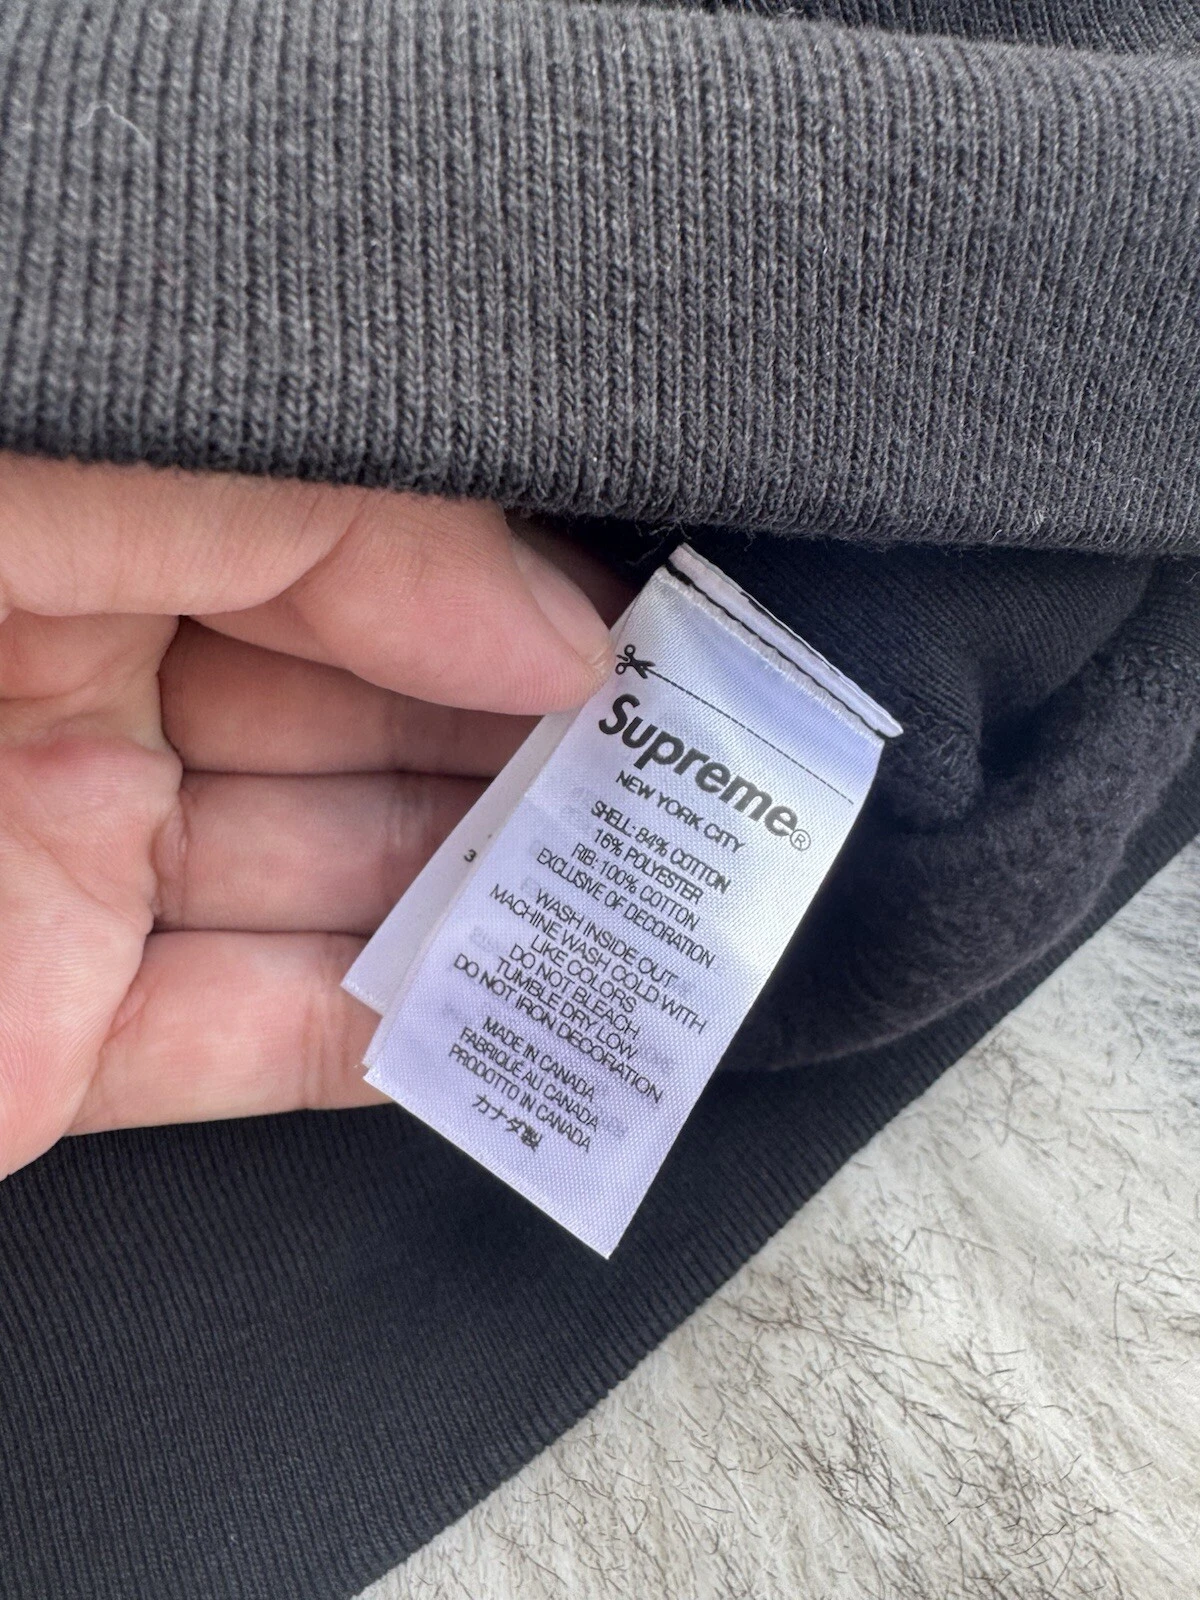 Supreme®
NEW YORK CITY
SHELL: 84% COTTON
16% POLYESTER
RIB: 100% COTTON
EXCLUSIVE OF DECORATION
WASH INSIDE OUT
MACHINE WASH COLD WITH
LIKE COLORS
DO NOT BLEACH
TUMBLE DRY LOW
DO NOT IRON DECORATION
MADE IN CANADA
FABRIQUE AU CANADA
PRODOTTO IN CANADA
カナダ製
3